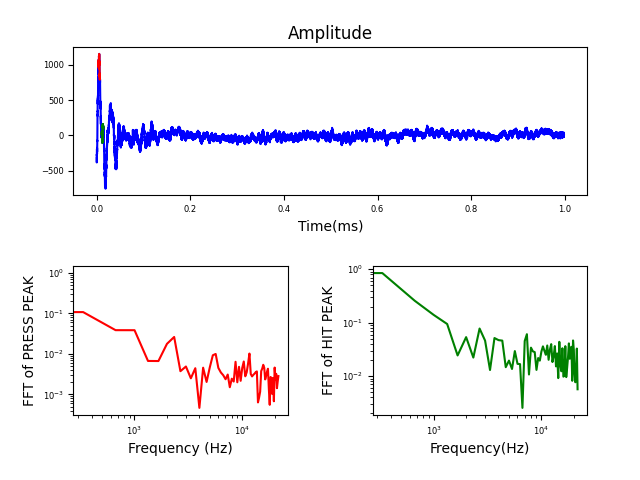 Amplitude
1000
500
0
−500
0.0 0.2 0.4 0.6 0.8 1.0
Time(ms)
FFT of PRESS PEAK
10⁰
10⁻¹
10⁻²
10⁻³
10³ 10⁴
Frequency (Hz)
FFT of HIT PEAK
10⁰
10⁻¹
10⁻²
10³ 10⁴
Frequency(Hz)